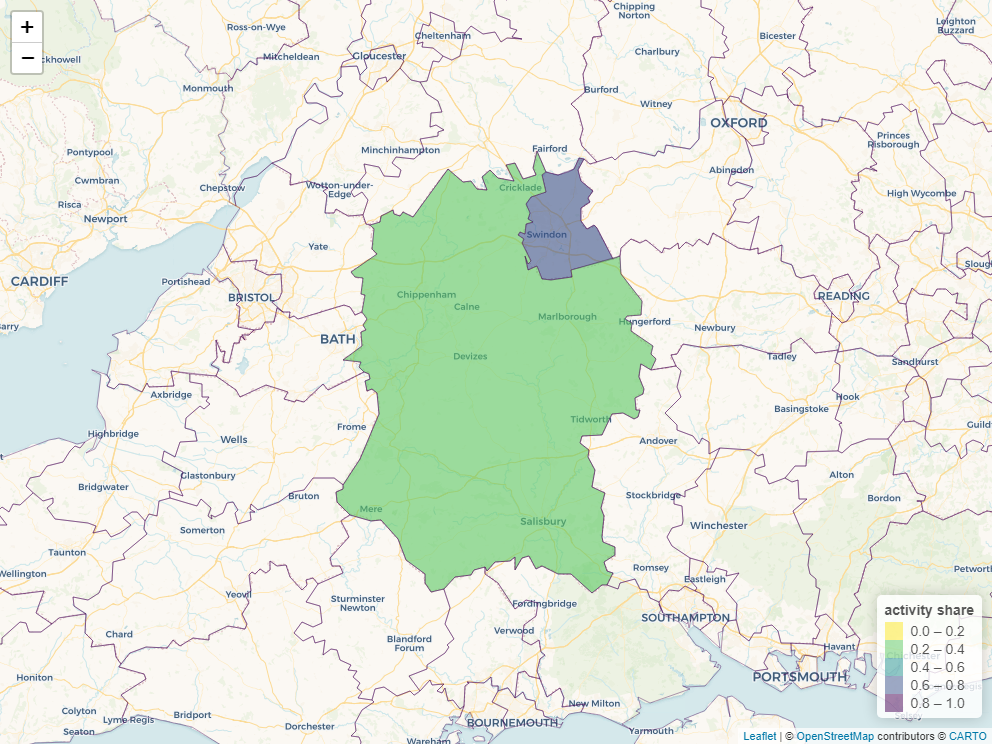 +
−
Chipping
Norton
Leighton
Buzzard
Ross-on-Wye
Cheltenham
Bicester
ckhowell
Mitcheldean
Gloucester
Charlbury
Monmouth
Burford
Witney
OXFORD
Pontypool
Minchinhampton
Fairford
Princes
Risborough
Abingdon
Cwmbran
Chepstow
Wotton-under-
Edge
Cricklade
High Wycombe
Risca
Newport
Yate
Swindon
Sloug
CARDIFF
Portishead
BRISTOL
Chippenham
Calne
READING
Marlborough
Hungerford
Newbury
arry
BATH
Devizes
Tadley
Sandhurst
Axbridge
Hook
Basingstoke
Tidworth
Frome
Guild
Highbridge
Wells
Andover
t
Glastonbury
Alton
Bridgwater
Bruton
Stockbridge
Bordon
Mere
Salisbury
Winchester
Somerton
Taunton
Wellington
Romsey
Eastleigh
Petwort
Yeovil
Sturminster
Newton
Fordingbridge
SOUTHAMPTON
Chard
Blandford
Forum
Verwood
Havant
Honiton
PORTSMOUTH
Colyton
Seaton
Lyme Regis
Bridport
Dorchester
New Milton
BOURNEMOUTH
Wareham
Yarmouth
activity share
0.0 – 0.2
0.2 – 0.4
0.4 – 0.6
0.6 – 0.8
0.8 – 1.0
Leaflet | © OpenStreetMap contributors © CARTO